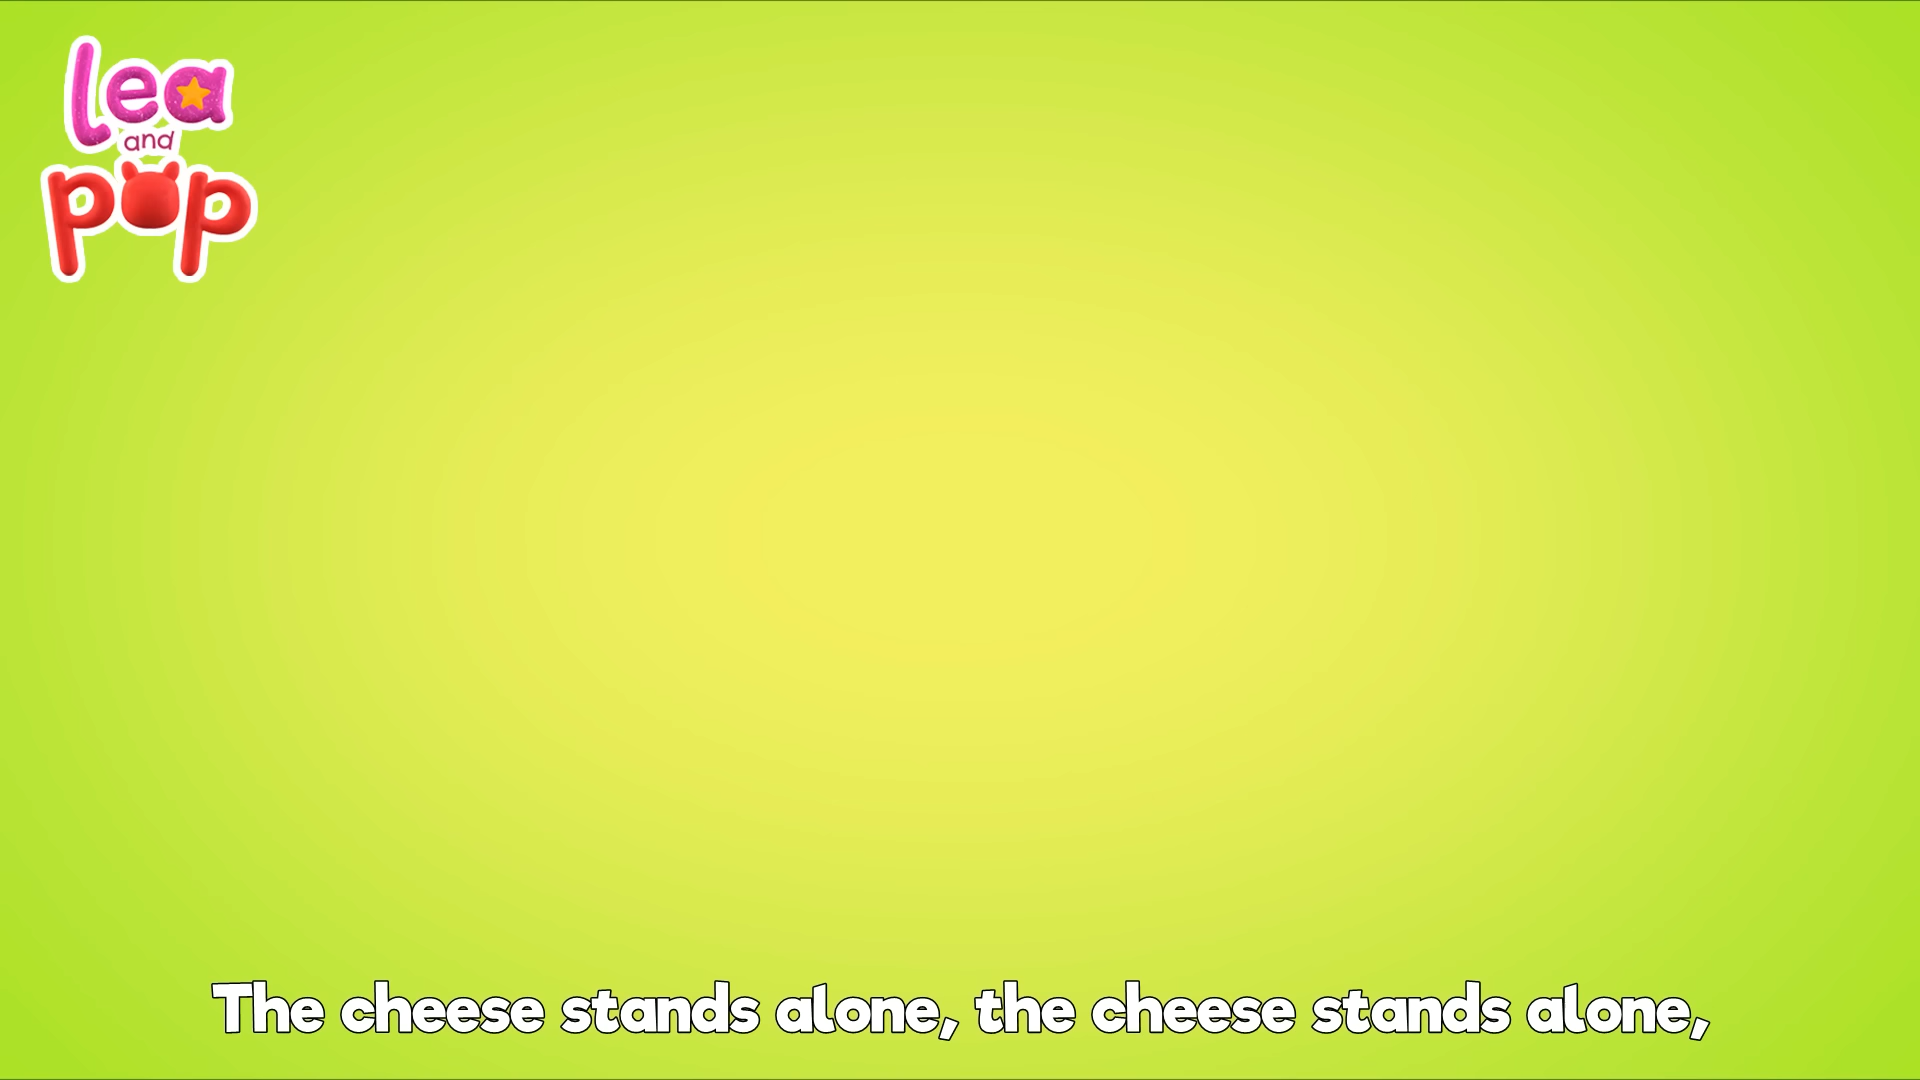 lea
and
pop
The cheese stands alone, the cheese stands alone,